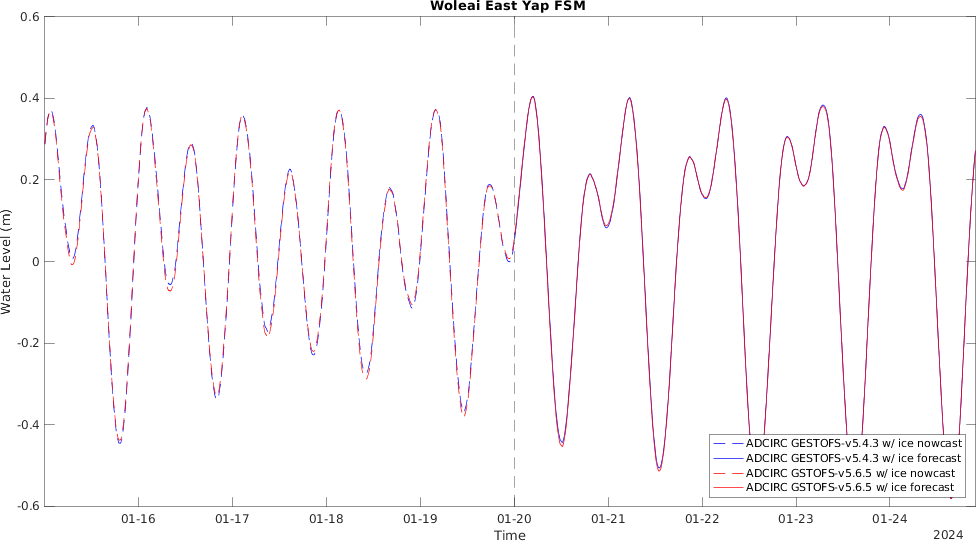 Woleai East Yap FSM
0.6
0.4
0.2
0
-0.2
-0.4
-0.6
Water Level (m)
ADCIRC GESTOFS-v5.4.3 w/ ice nowcast
ADCIRC GESTOFS-v5.4.3 w/ ice forecast
ADCIRC GSTOFS-v5.6.5 w/ ice nowcast
ADCIRC GSTOFS-v5.6.5 w/ ice forecast
01-16 01-17 01-18 01-19 01-20 01-21 01-22 01-23 01-24
Time
2024